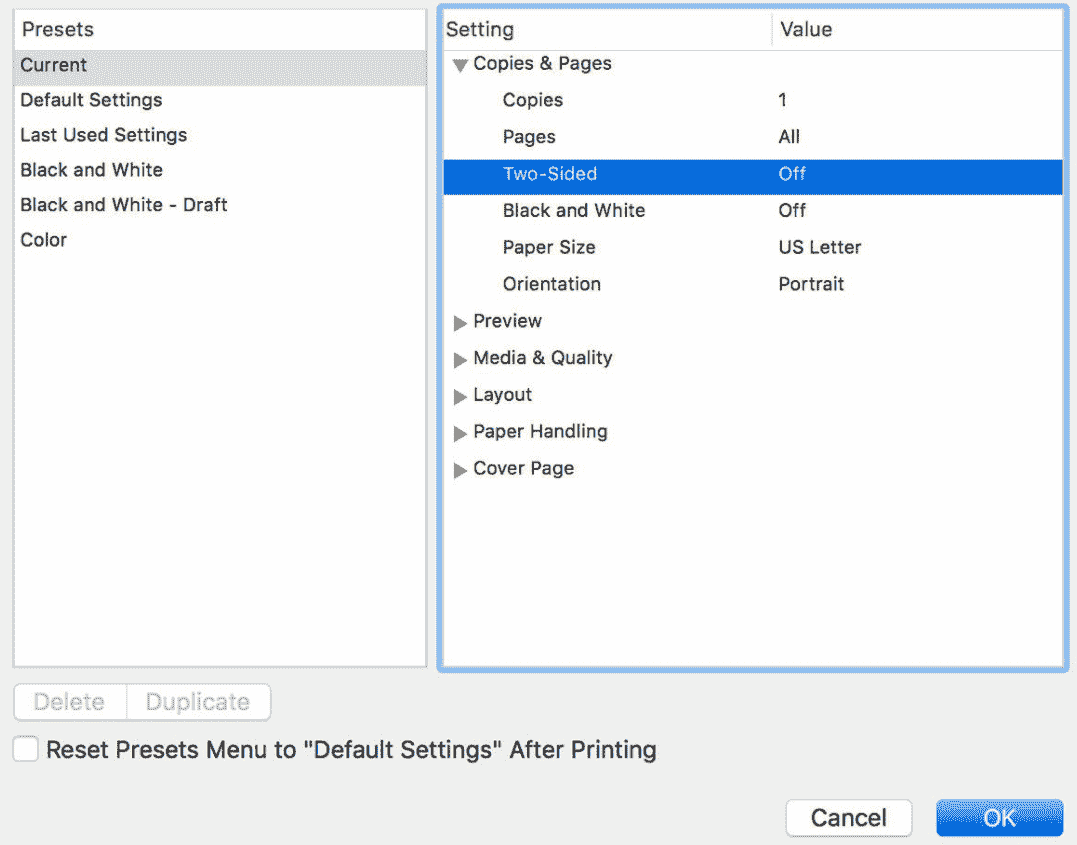 Presets
Current
Default Settings
Last Used Settings
Black and White
Black and White - Draft
Color
Setting Value
Copies & Pages
Copies 1
Pages All
Two-Sided Off
Black and White Off
Paper Size US Letter
Orientation Portrait
Preview
Media & Quality
Layout
Paper Handling
Cover Page
Delete Duplicate
Reset Presets Menu to "Default Settings" After Printing
Cancel OK